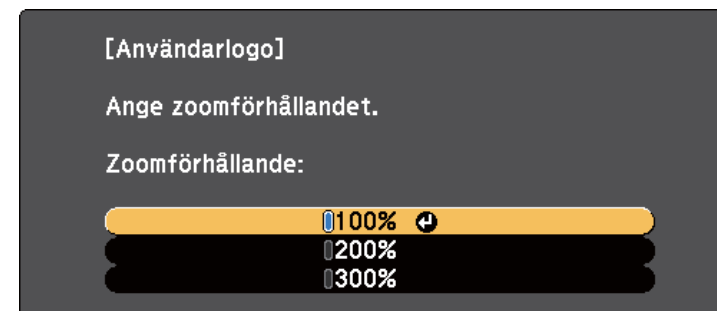 [Användarlogo]
Ange zoomförhållandet.
Zoomförhållande:
100%
200%
300%